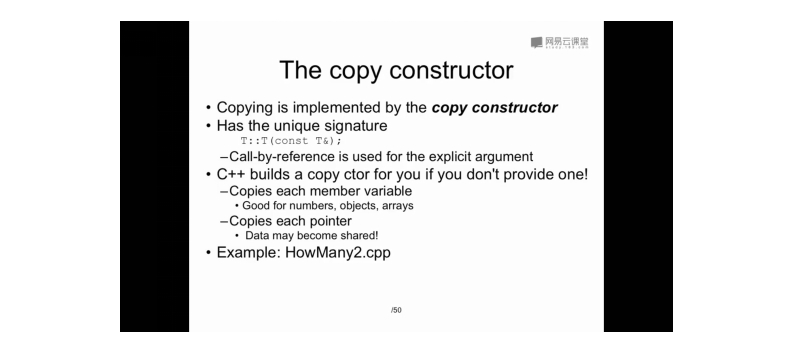 网易云课堂
The copy constructor
• Copying is implemented by the copy constructor
• Has the unique signature
T::T(const T&);
–Call-by-reference is used for the explicit argument
• C++ builds a copy ctor for you if you don't provide one!
–Copies each member variable
• Good for numbers, objects, arrays
–Copies each pointer
• Data may become shared!
• Example: HowMany2.cpp
/50